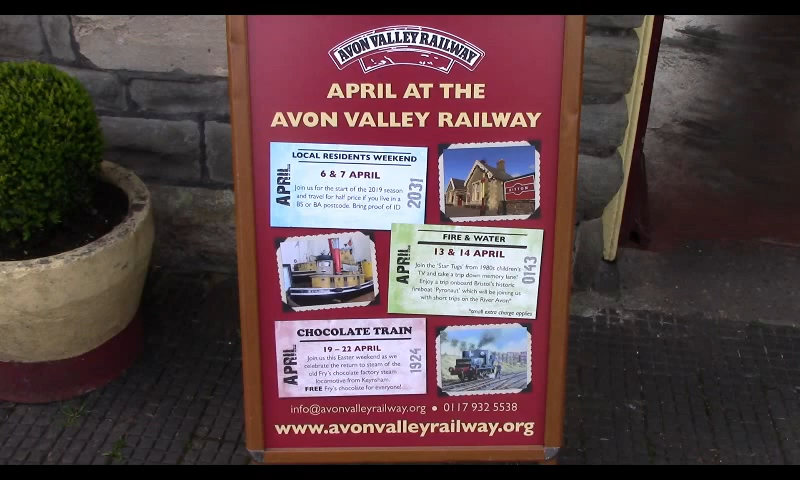 AVON VALLEY RAILWAY
APRIL AT THE
AVON VALLEY RAILWAY
LOCAL RESIDENTS WEEKEND
6 & 7 APRIL
Join us for the start of the 2019 season
and travel for half price if you live in a
BS or BA postcode. Bring proof of ID
APRIL
2031
BITTON
FIRE & WATER
13 & 14 APRIL
Join the 'Star Tugs' from 1980s children's
TV and take a trip down memory lane!
Enjoy a trip onboard Bristol's historic
fireboat 'Pyronaut' which will be joining us
with short trips on the River Avon*
*small extra charge applies
APRIL
0143
CHOCOLATE TRAIN
19 – 22 APRIL
Join us this Easter weekend as we
celebrate the return to steam of the
old Fry's chocolate factory steam
locomotive from Keynsham.
FREE Fry's chocolate for everyone!
APRIL
1924
info@avonvalleyrailway.org ● 0117 932 5538
www.avonvalleyrailway.org